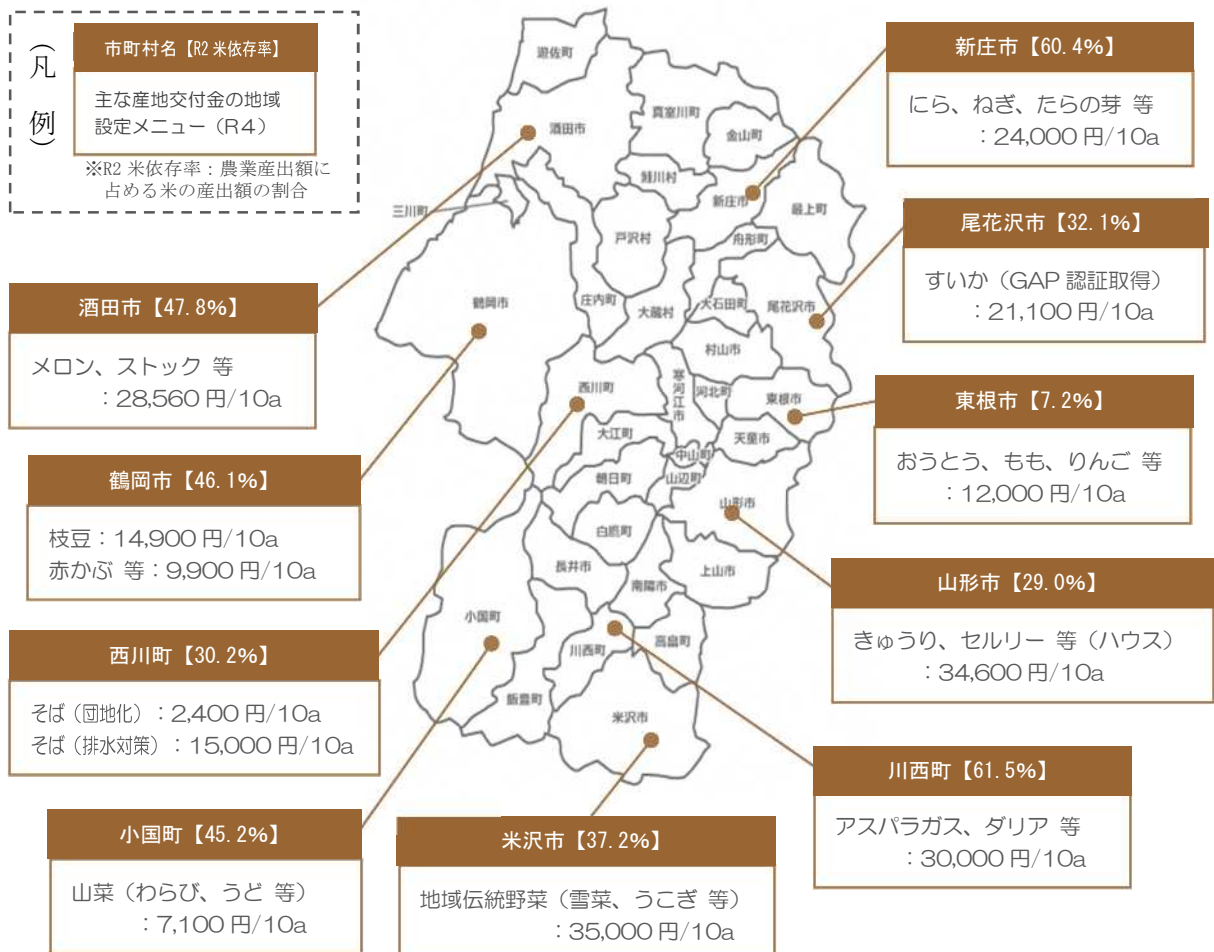 (凡例)
市町村名【R2 米依存率】
主な産地交付金の地域
設定メニュー(R4)
※R2 米依存率:農業産出額に
占める米の産出額の割合
新庄市【60.4%】
にら、ねぎ、たらの芽 等
:24,000 円/10a
尾花沢市【32.1%】
すいか(GAP 認証取得)
:21,100 円/10a
酒田市【47.8%】
メロン、ストック 等
:28,560 円/10a
東根市【7.2%】
おうとう、もも、りんご 等
:12,000 円/10a
鶴岡市【46.1%】
枝豆:14,900 円/10a
赤かぶ 等:9,900 円/10a
山形市【29.0%】
きゅうり、セルリー 等(ハウス)
:34,600 円/10a
西川町【30.2%】
そば(団地化):2,400 円/10a
そば(排水対策):15,000 円/10a
川西町【61.5%】
アスパラガス、ダリア 等
:30,000 円/10a
小国町【45.2%】
山菜(わらび、うど 等)
:7,100 円/10a
米沢市【37.2%】
地域伝統野菜(雪菜、うこぎ 等)
:35,000 円/10a
遊佐町
真室川町
酒田市
金山町
鮭川村
新庄市
最上町
三川町
戸沢村
舟形町
鶴岡市
庄内町
大蔵村
大石田町
尾花沢市
村山市
西川町
寒河江市
河北町
東根市
大江町
天童市
中山町
朝日町
山辺町
山形市
白鷹町
長井市
南陽市
上山市
小国町
川西町
高畠町
飯豊町
米沢市